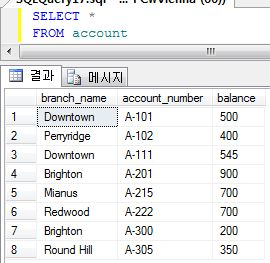 SELECT *
FROM account
결과 메시지
branch_name account_number balance
1 Downtown A-101 500
2 Perryridge A-102 400
3 Downtown A-111 545
4 Brighton A-201 900
5 Mianus A-215 700
6 Redwood A-222 700
7 Brighton A-300 200
8 Round Hill A-305 350